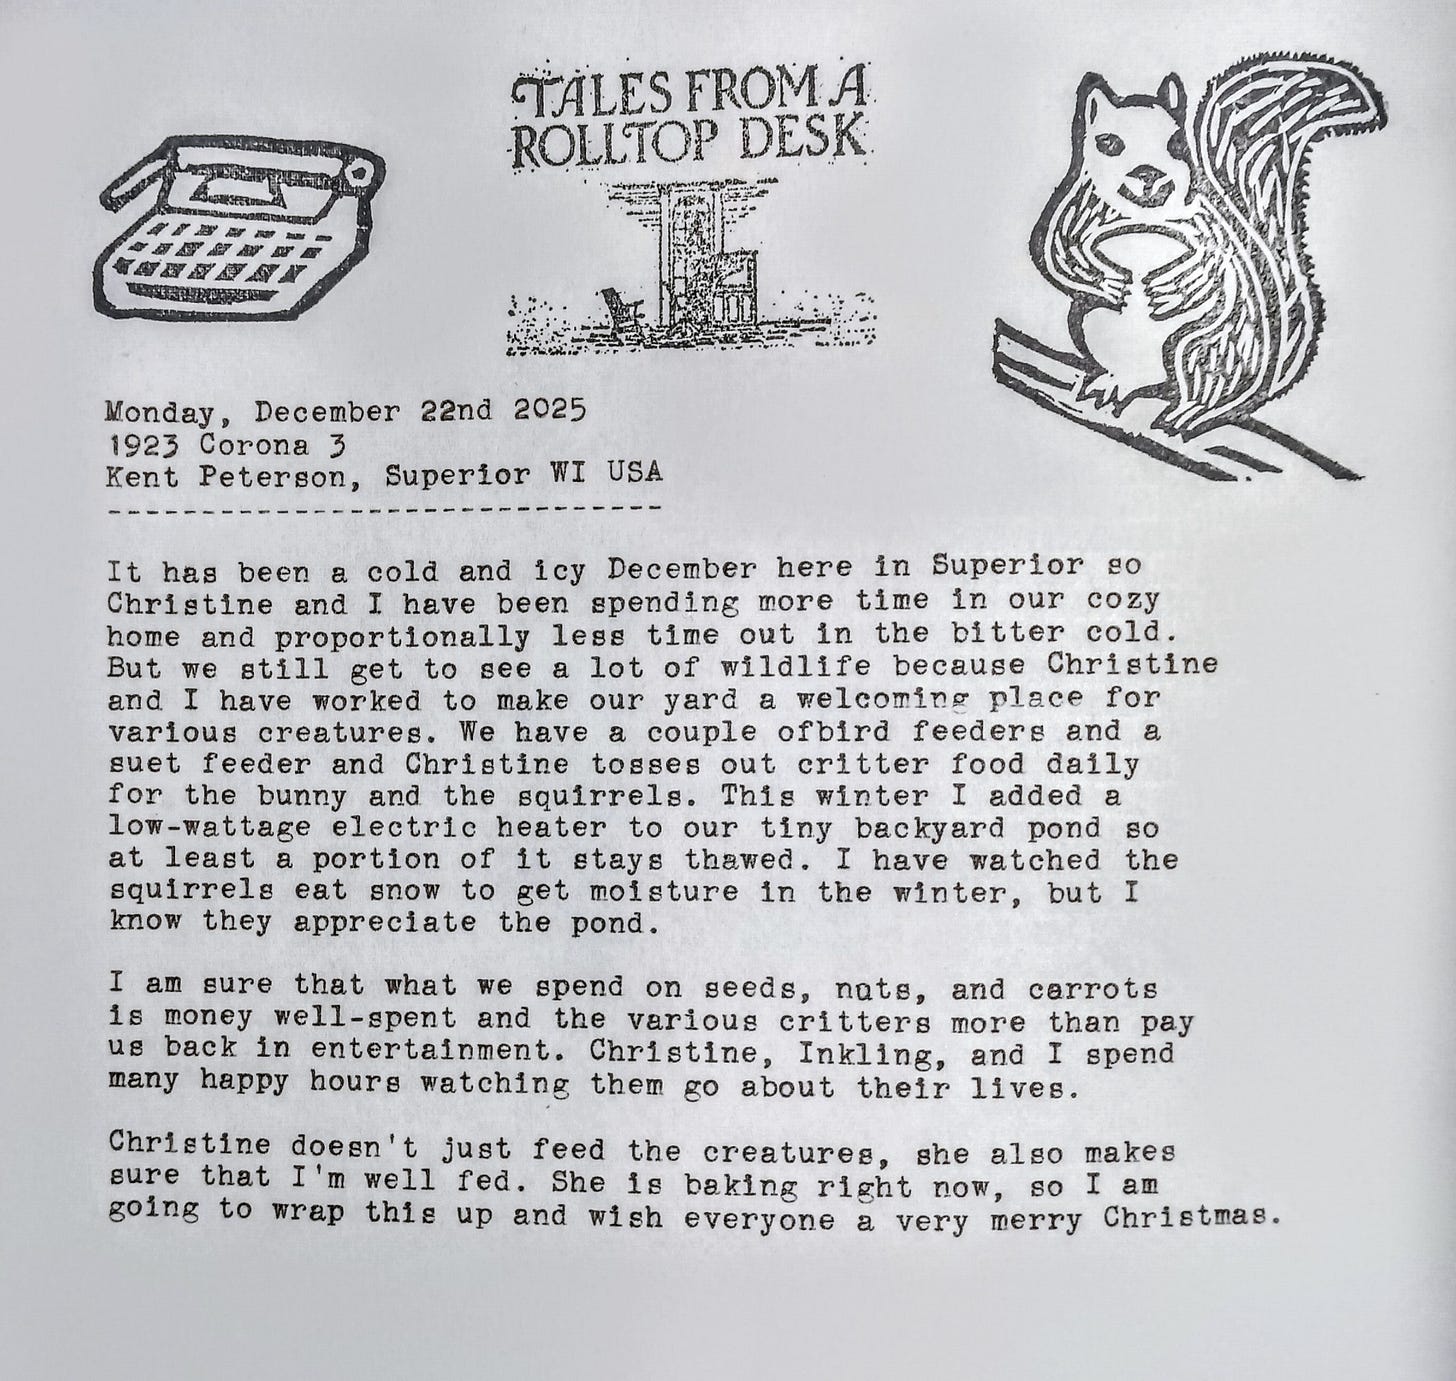 TALES FROM A
ROLLTOP DESK
Monday, December 22nd 2025
1923 Corona 3
Kent Peterson, Superior WI USA
------------------------------
It has been a cold and icy December here in Superior so
Christine and I have been spending more time in our cozy
home and proportionally less time out in the bitter cold.
But we still get to see a lot of wildlife because Christine
and I have worked to make our yard a welcoming place for
various creatures. We have a couple ofbird feeders and a
suet feeder and Christine tosses out critter food daily
for the bunny and the squirrels. This winter I added a
low-wattage electric heater to our tiny backyard pond so
at least a portion of it stays thawed. I have watched the
squirrels eat snow to get moisture in the winter, but I
know they appreciate the pond.
I am sure that what we spend on seeds, nuts, and carrots
is money well-spent and the various critters more than pay
us back in entertainment. Christine, Inkling, and I spend
many happy hours watching them go about their lives.
Christine doesn't just feed the creatures, she also makes
sure that I'm well fed. She is baking right now, so I am
going to wrap this up and wish everyone a very merry Christmas.